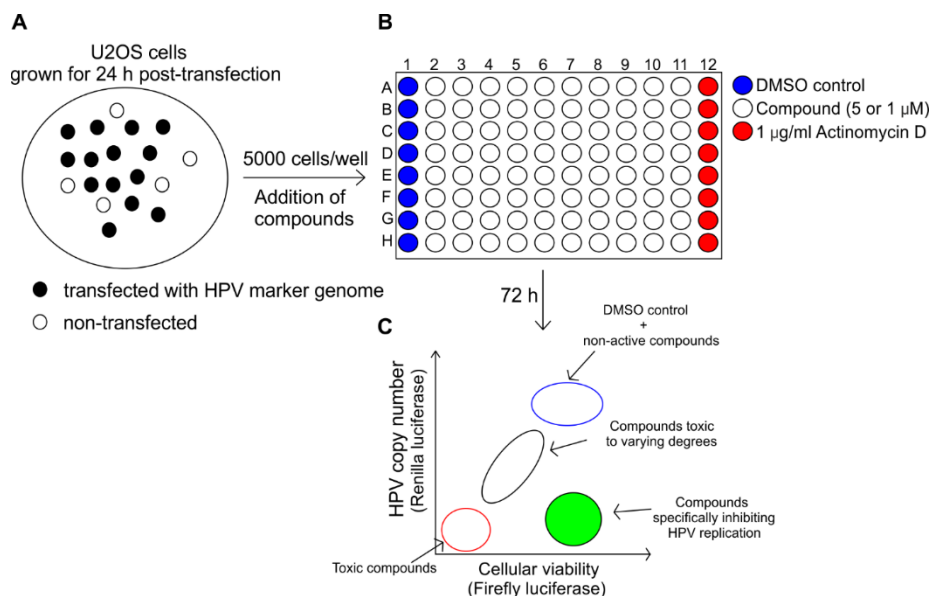 A
U2OS cells
grown for 24 h post-transfection
5000 cells/well
Addition of
compounds
transfected with HPV marker genome
non-transfected
B
1 2 3 4 5 6 7 8 9 10 11 12
A
B
C
D
E
F
G
H
DMSO control
Compound (5 or 1 µM)
1 µg/ml Actinomycin D
72 h
C
DMSO control
+
non-active compounds
Compounds toxic
to varying degrees
Compounds
specifically inhibiting
HPV replication
Toxic compounds
HPV copy number
(Renilla luciferase)
Cellular viability
(Firefly luciferase)